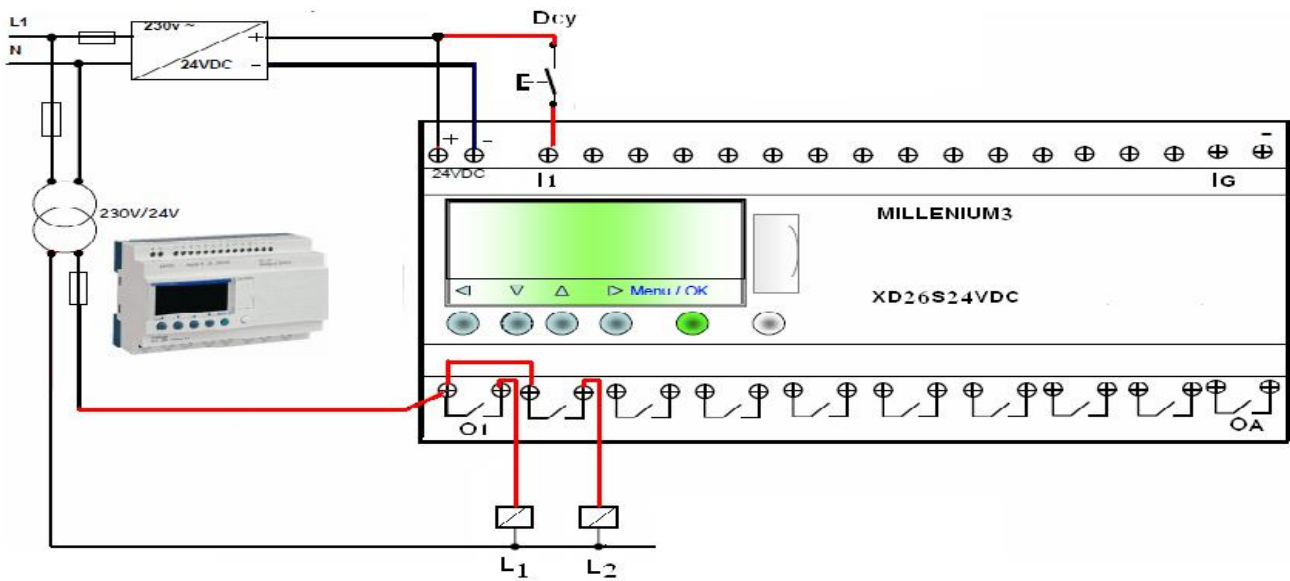 L1
230v ~
+
Dcy
N
24VDC
-
+ - -
24VDC I1 IG
230V/24V
MILLENIUM3
Menu / OK
XD26S24VDC
O1 OA
L1 L2